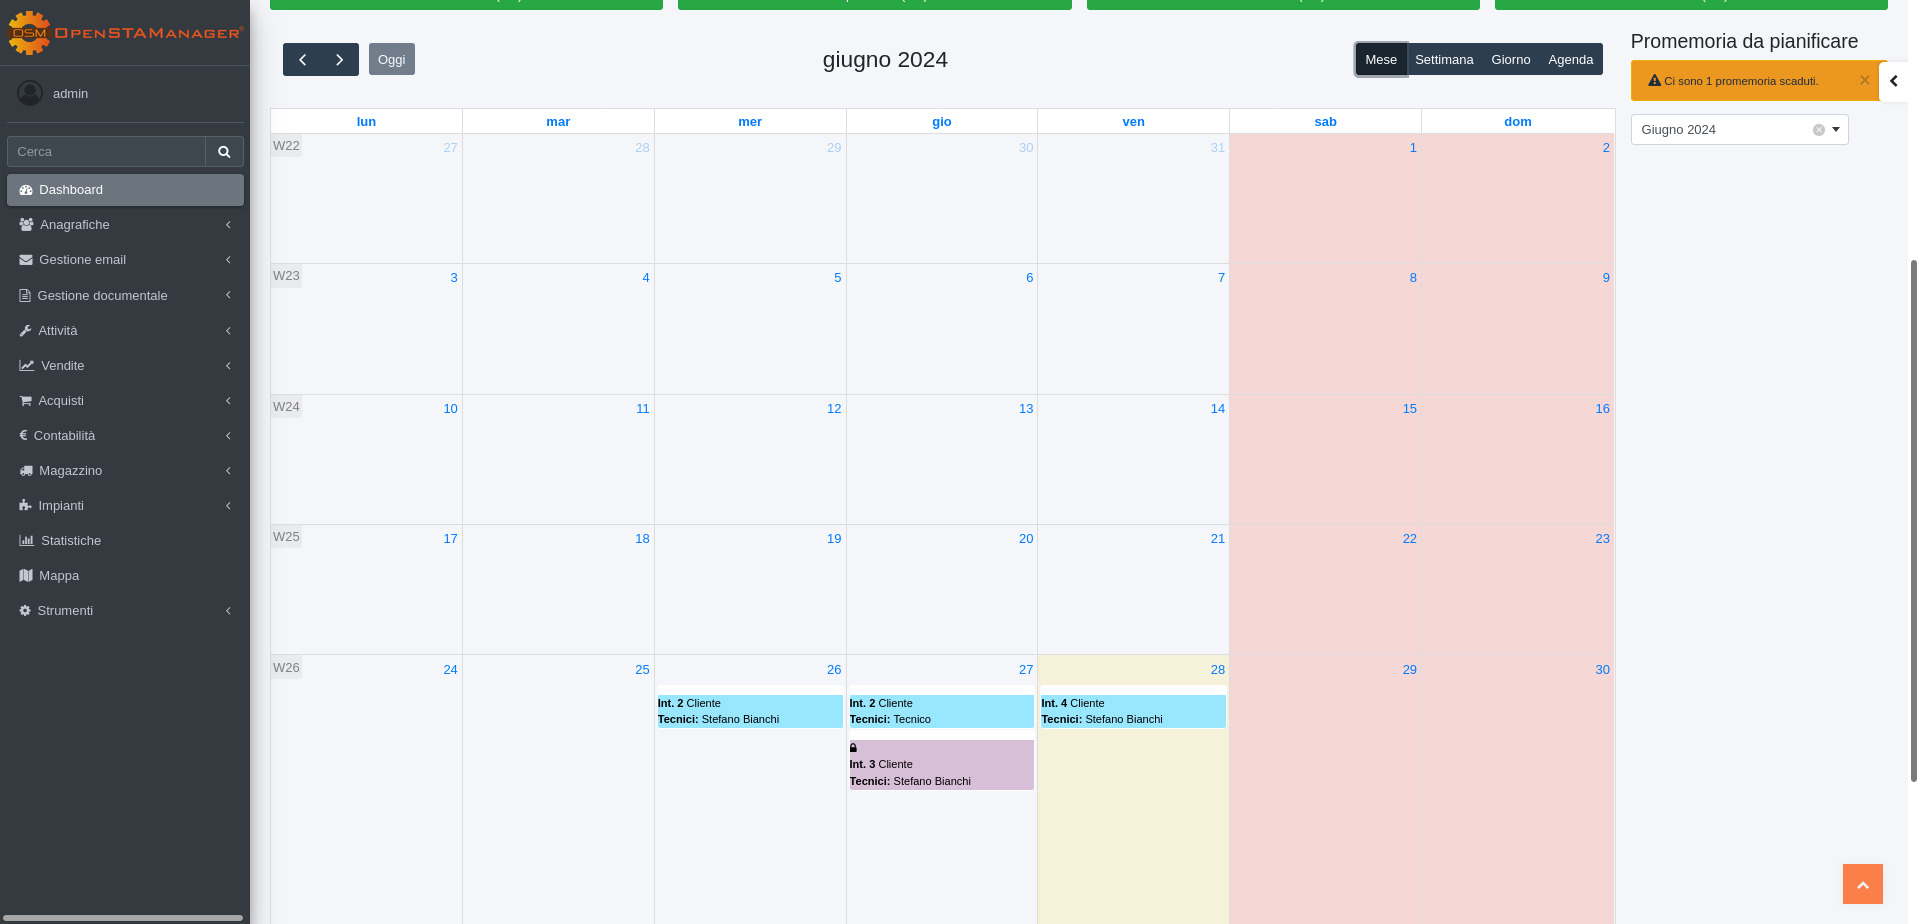 OSM OpenSTAManager®
admin
Cerca
Dashboard
Anagrafiche
Gestione email
Gestione documentale
Attività
Vendite
Acquisti
Contabilità
Magazzino
Impianti
Statistiche
Mappa
Strumenti
Oggi
giugno 2024
Mese Settimana Giorno Agenda
lun mar mer gio ven sab dom
W22 27 28 29 30 31 1 2
W23 3 4 5 6 7 8 9
W24 10 11 12 13 14 15 16
W25 17 18 19 20 21 22 23
W26 24 25 26 27 28 29 30
Int. 2 Cliente
Tecnici: Stefano Bianchi
Int. 2 Cliente
Tecnici: Tecnico
Int. 3 Cliente
Tecnici: Stefano Bianchi
Int. 4 Cliente
Tecnici: Stefano Bianchi
Promemoria da pianificare
Ci sono 1 promemoria scaduti. ×
Giugno 2024